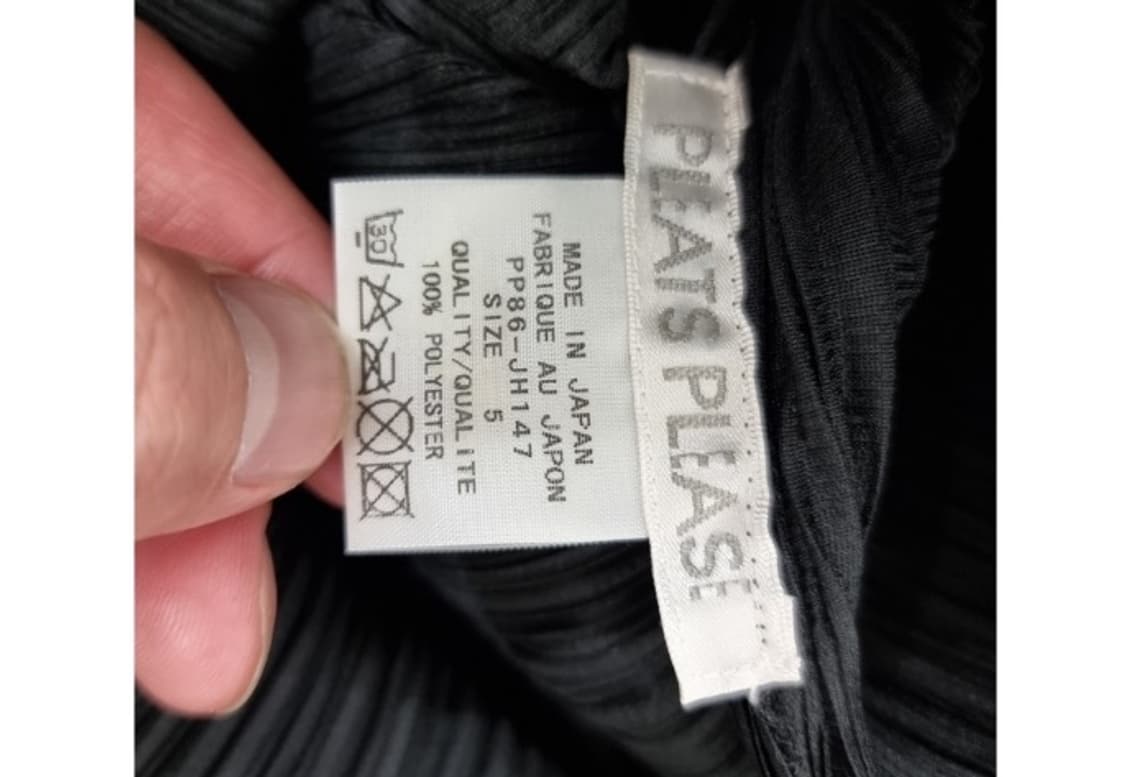 PLEATS PLEASE
MADE IN JAPAN
FABRIQUE AU JAPON
PP86-JH147
SIZE 5
QUALITY/QUALITE
100% POLYESTER
30